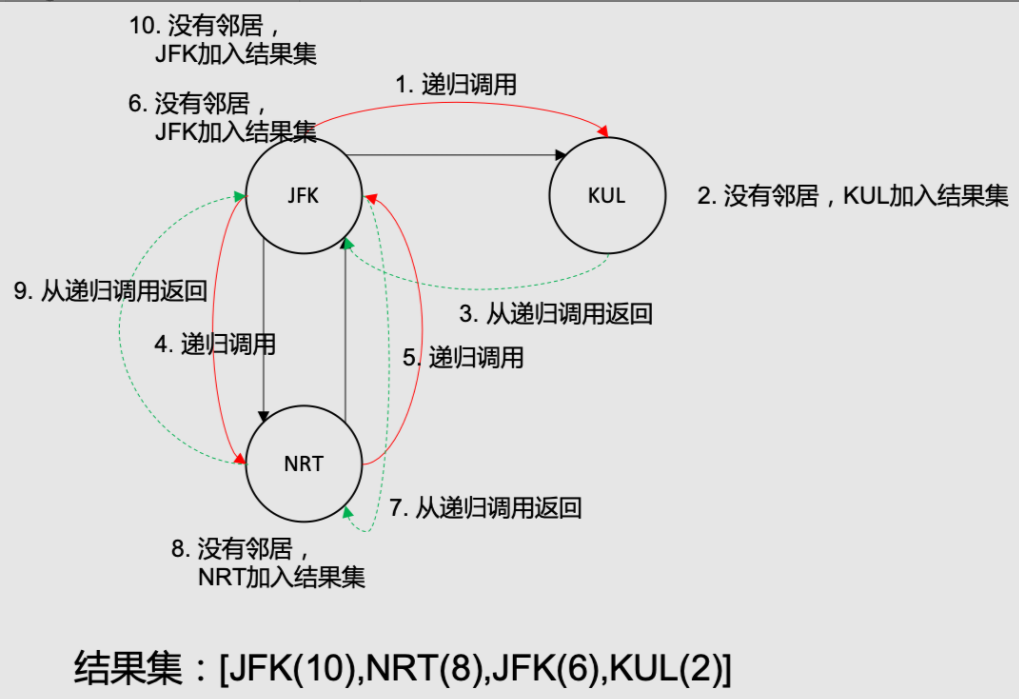 10. 没有邻居，
JFK加入结果集
1. 递归调用
6. 没有邻居，
JFK加入结果集
JFK
KUL
2. 没有邻居，KUL加入结果集
9. 从递归调用返回
3. 从递归调用返回
4. 递归调用
5. 递归调用
NRT
7. 从递归调用返回
8. 没有邻居，
NRT加入结果集
结果集：[JFK(10),NRT(8),JFK(6),KUL(2)]